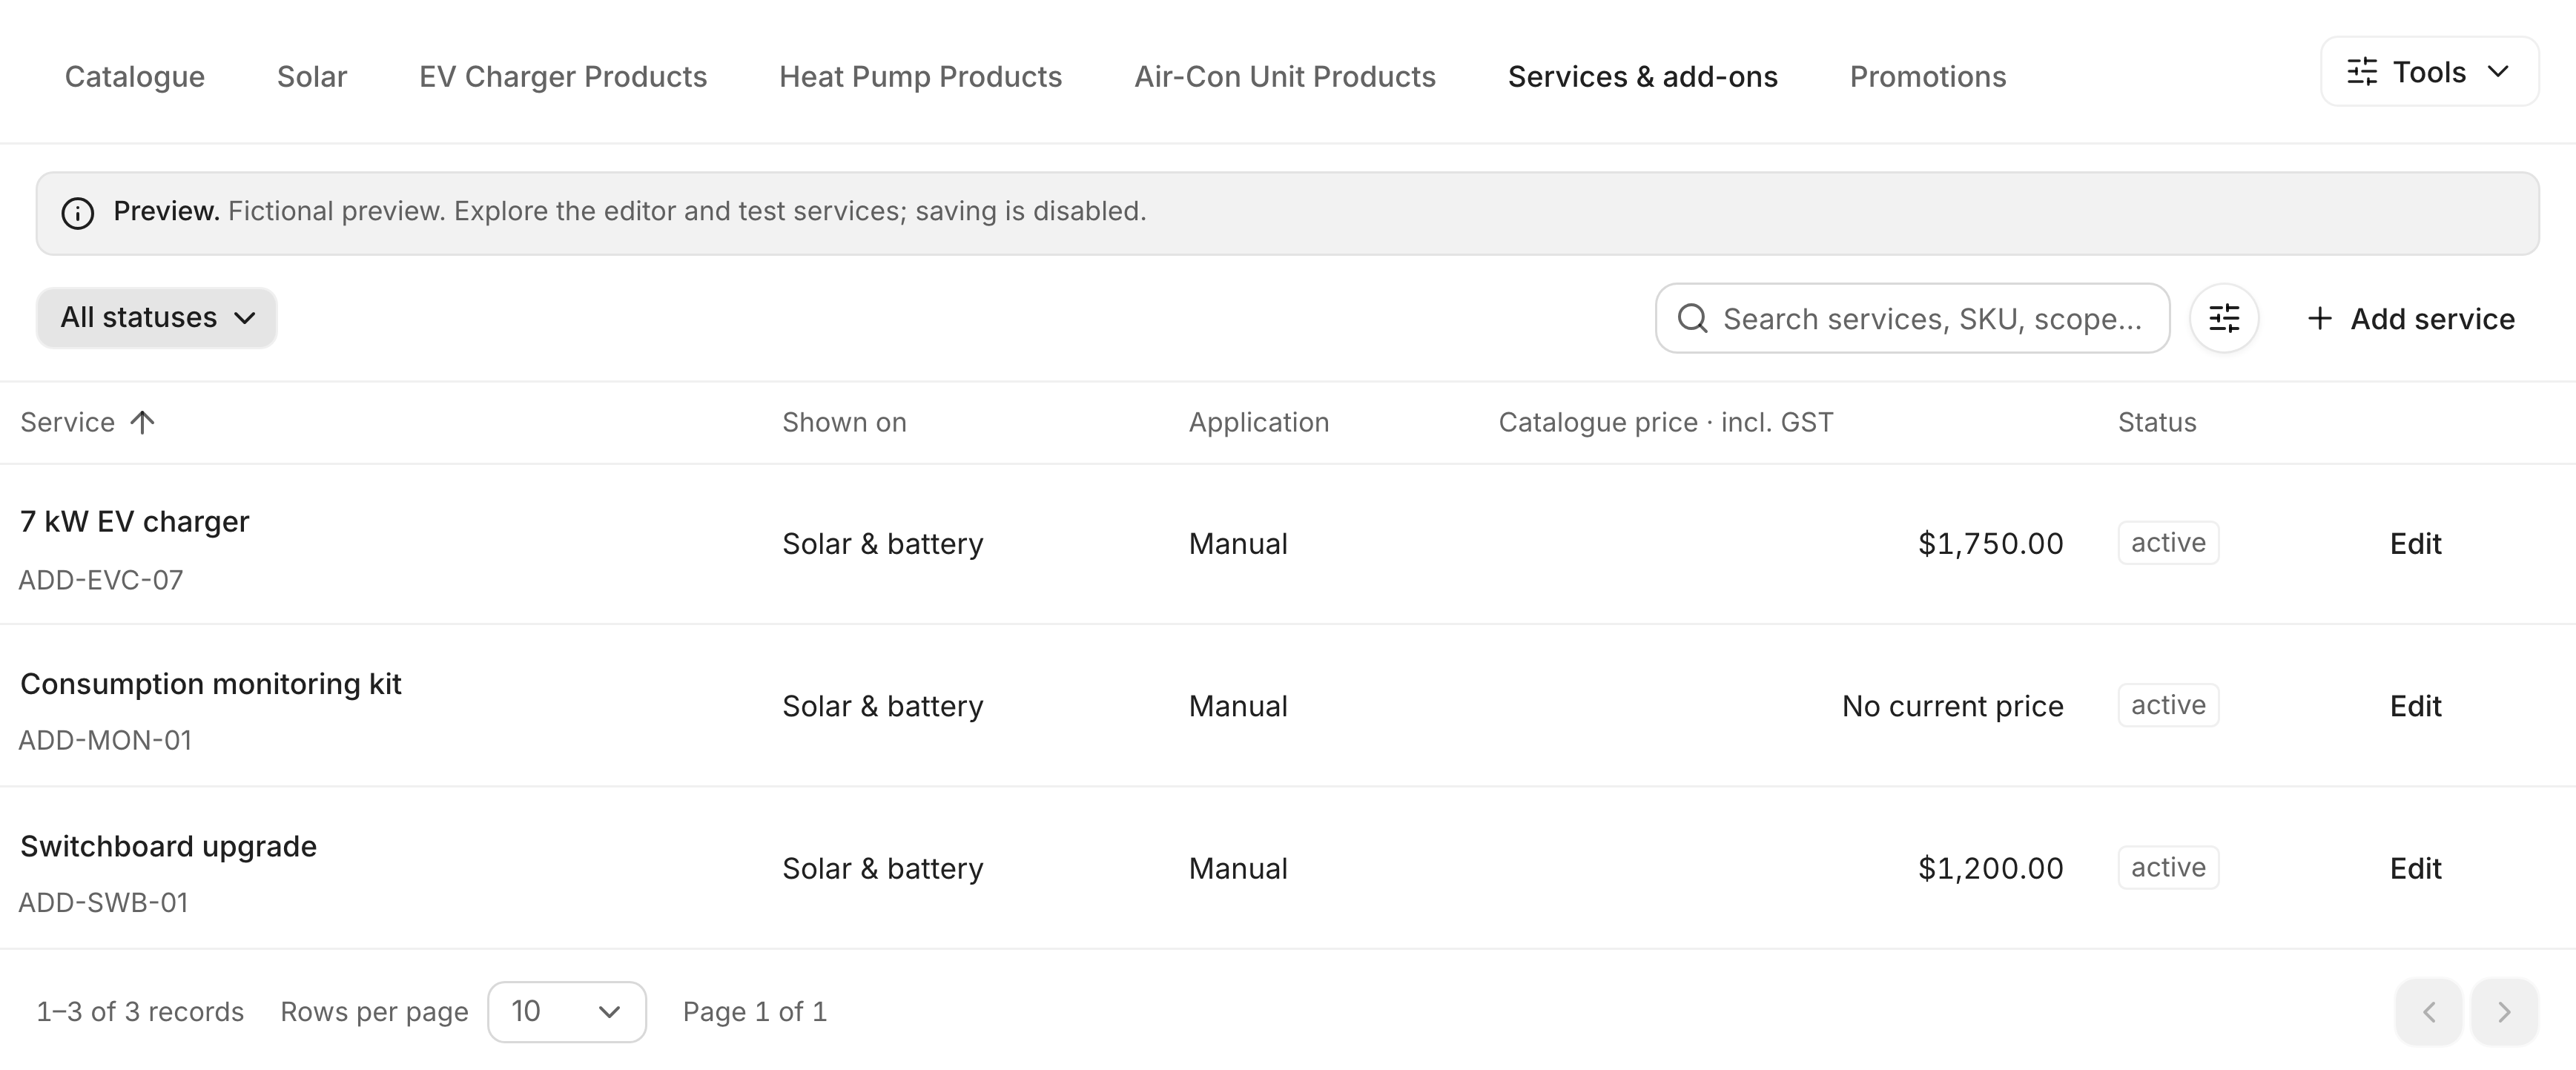 Catalogue Solar EV Charger Products Heat Pump Products Air-Con Unit Products Services & add-ons Promotions Tools
Preview. Fictional preview. Explore the editor and test services; saving is disabled.
All statuses Search services, SKU, scope... + Add service
Service Shown on Application Catalogue price · incl. GST Status
7 kW EV charger
ADD-EVC-07
Solar & battery Manual $1,750.00 active Edit
Consumption monitoring kit
ADD-MON-01
Solar & battery Manual No current price active Edit
Switchboard upgrade
ADD-SWB-01
Solar & battery Manual $1,200.00 active Edit
1–3 of 3 records Rows per page 10 Page 1 of 1